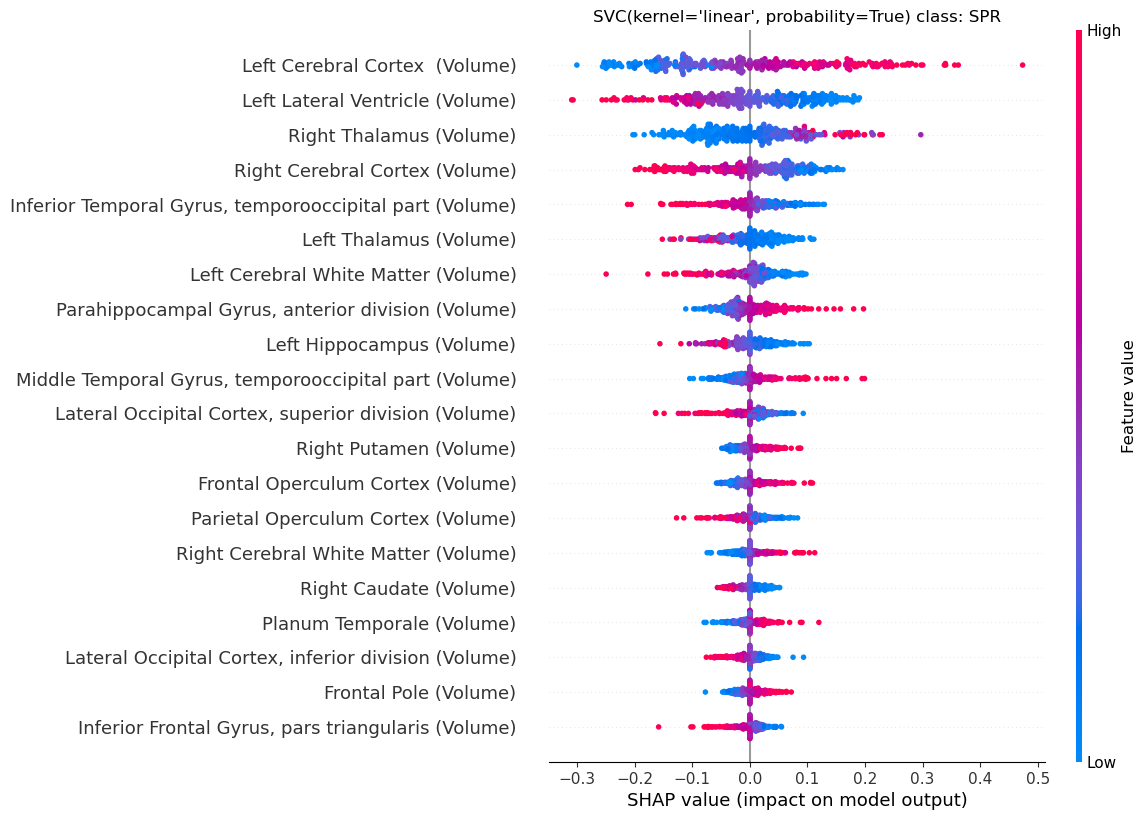 SVC(kernel='linear', probability=True) class: SPR
High
Left Cerebral Cortex  (Volume)
Left Lateral Ventricle (Volume)
Right Thalamus (Volume)
Right Cerebral Cortex (Volume)
Inferior Temporal Gyrus, temporooccipital part (Volume)
Left Thalamus (Volume)
Left Cerebral White Matter (Volume)
Parahippocampal Gyrus, anterior division (Volume)
Left Hippocampus (Volume)
Middle Temporal Gyrus, temporooccipital part (Volume)
Lateral Occipital Cortex, superior division (Volume)
Right Putamen (Volume)
Frontal Operculum Cortex (Volume)
Parietal Operculum Cortex (Volume)
Right Cerebral White Matter (Volume)
Right Caudate (Volume)
Planum Temporale (Volume)
Lateral Occipital Cortex, inferior division (Volume)
Frontal Pole (Volume)
Inferior Frontal Gyrus, pars triangularis (Volume)
Feature value
Low
−0.3 −0.2 −0.1 0.0 0.1 0.2 0.3 0.4 0.5
SHAP value (impact on model output)